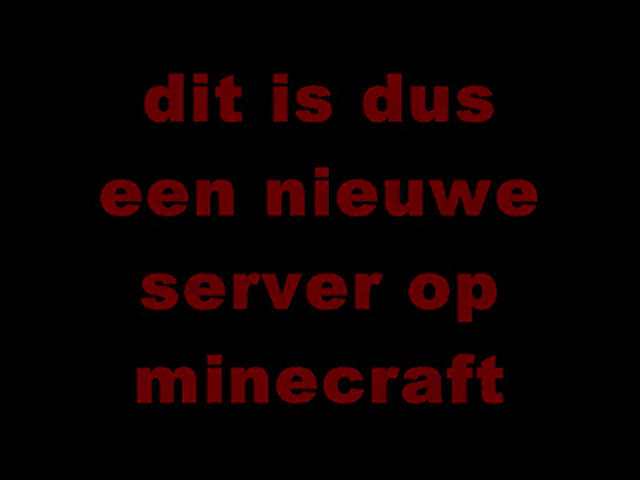 dit is dus
een nieuwe
server op
minecraft